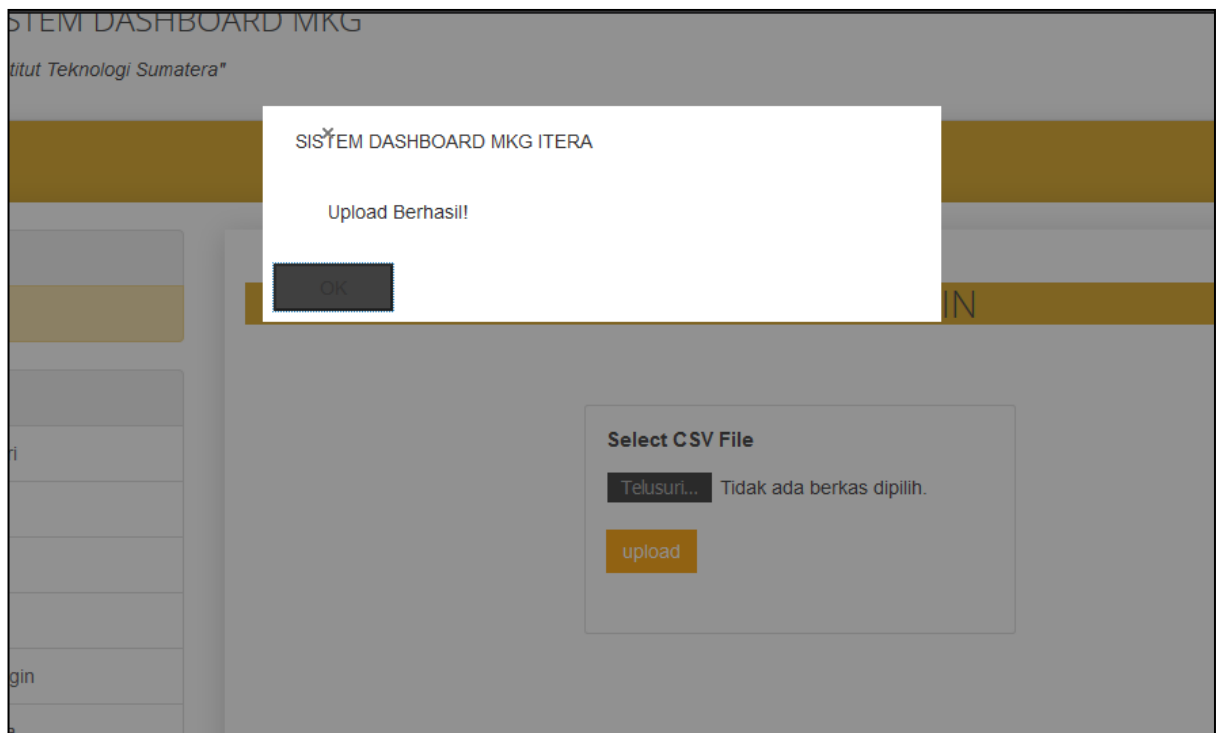 STEM DASHBOARD MKG
titut Teknologi Sumatera"
×
SISTEM DASHBOARD MKG ITERA
Upload Berhasil!
OK
IN
ri
Select CSV File
Telusuri... Tidak ada berkas dipilih.
upload
gin